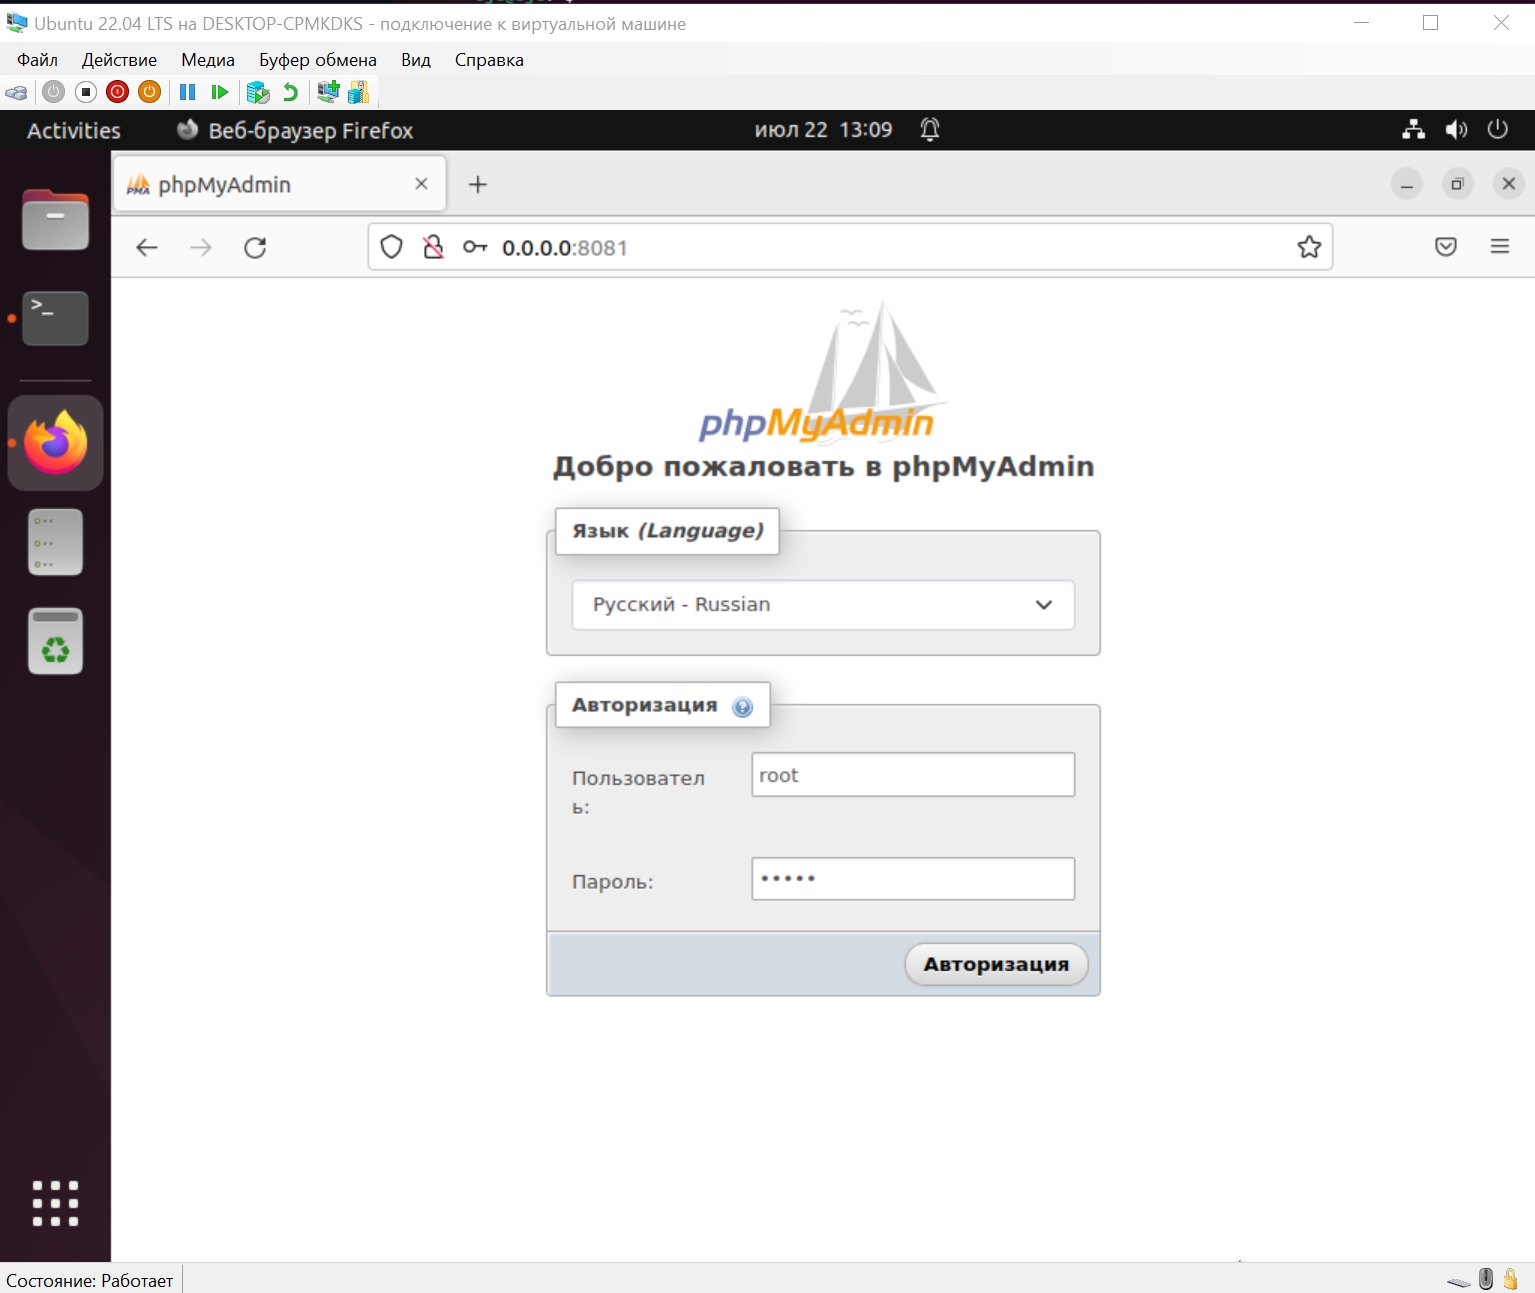 Ubuntu 22.04 LTS на DESKTOP-CPMKDKS - подключение к виртуальной машине
Файл Действие Медиа Буфер обмена Вид Справка
Activities Веб-браузер Firefox июл 22 13:09
PMA phpMyAdmin
0.0.0.0:8081
phpMyAdmin
Добро пожаловать в phpMyAdmin
Язык (Language)
Русский - Russian
Авторизация
Пользовател
ь:
root
Пароль: •••••
Авторизация
Состояние: Работает